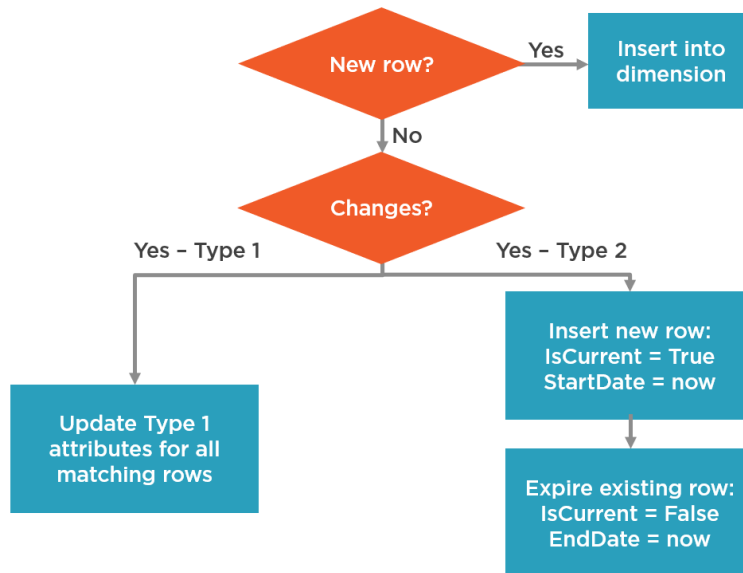 New row?
Yes
Insert into
dimension
No
Changes?
Yes – Type 1
Yes – Type 2
Insert new row:
IsCurrent = True
StartDate = now
Update Type 1
attributes for all
matching rows
Expire existing row:
IsCurrent = False
EndDate = now